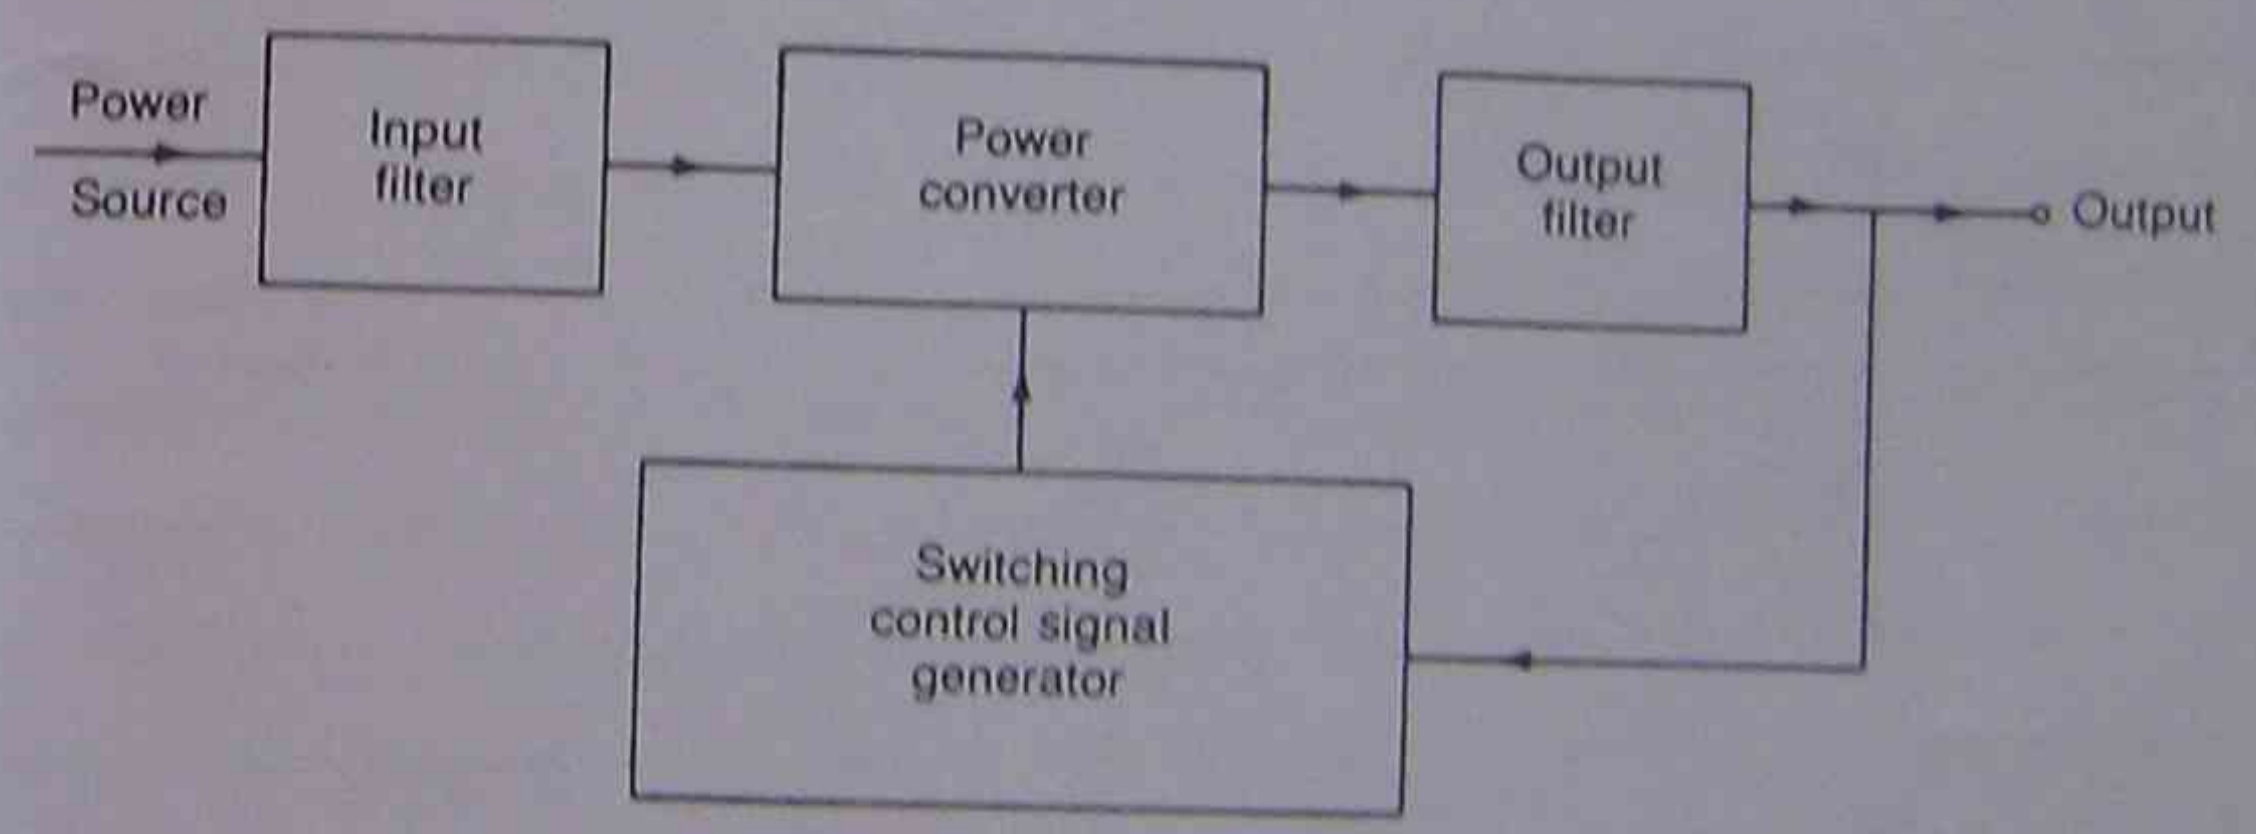 Power
Source
Input
filter
Power
converter
Output
filter
Output
Switching
control signal
generator